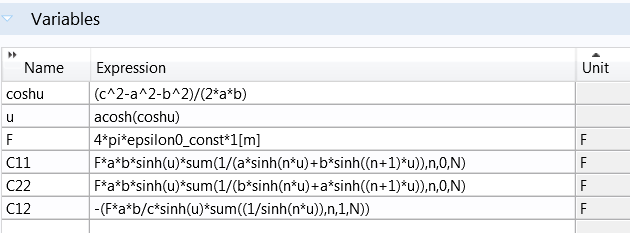 Variables
Name Expression Unit
coshu (c^2-a^2-b^2)/(2*a*b)
u acosh(coshu)
F 4*pi*epsilon0_const*1[m] F
C11 F*a*b*sinh(u)*sum(1/(a*sinh(n*u)+b*sinh((n+1)*u)),n,0,N) F
C22 F*a*b*sinh(u)*sum(1/(b*sinh(n*u)+a*sinh((n+1)*u)),n,0,N) F
C12 -(F*a*b/c*sinh(u)*sum((1/sinh(n*u)),n,1,N)) F